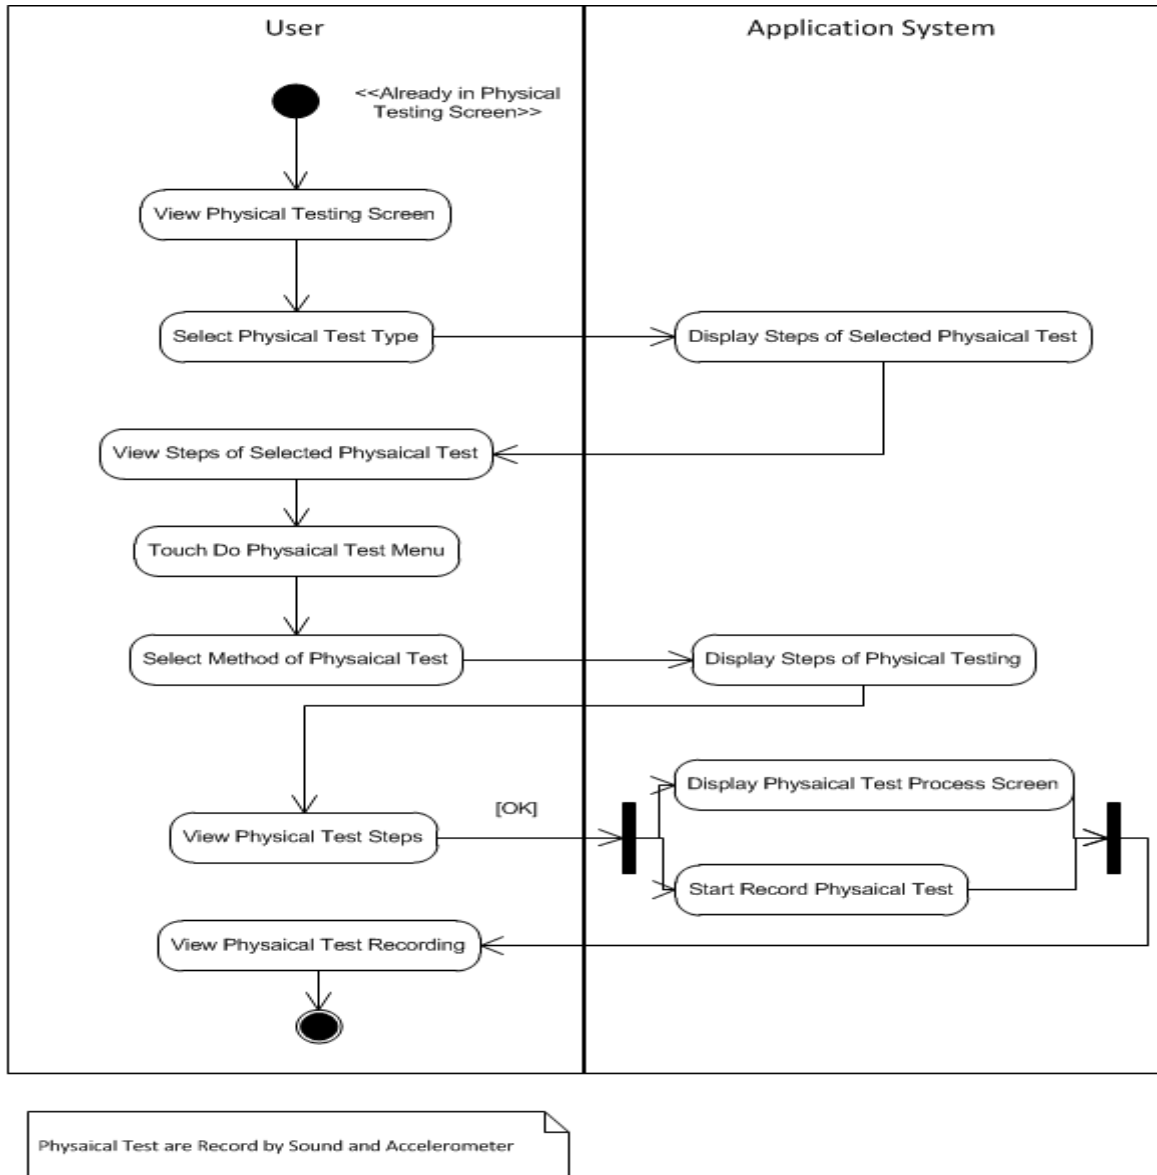 User
Application System
<<Already in Physical
Testing Screen>>
View Physical Testing Screen
Select Physical Test Type
Display Steps of Selected Physaical Test
View Steps of Selected Physaical Test
Touch Do Physaical Test Menu
Select Method of Physaical Test
Display Steps of Physical Testing
Display Physaical Test Process Screen
[OK]
View Physical Test Steps
Start Record Physaical Test
View Physaical Test Recording
Physaical Test are Record by Sound and Accelerometer